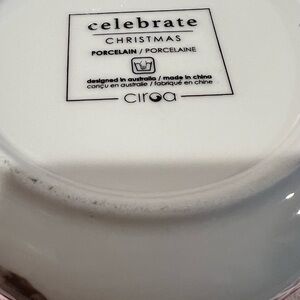 celebrate
CHRISTMAS
PORCELAIN / PORCELAINE
designed in australia / made in china
conçu en australie / fabriqué en chine
ciroa